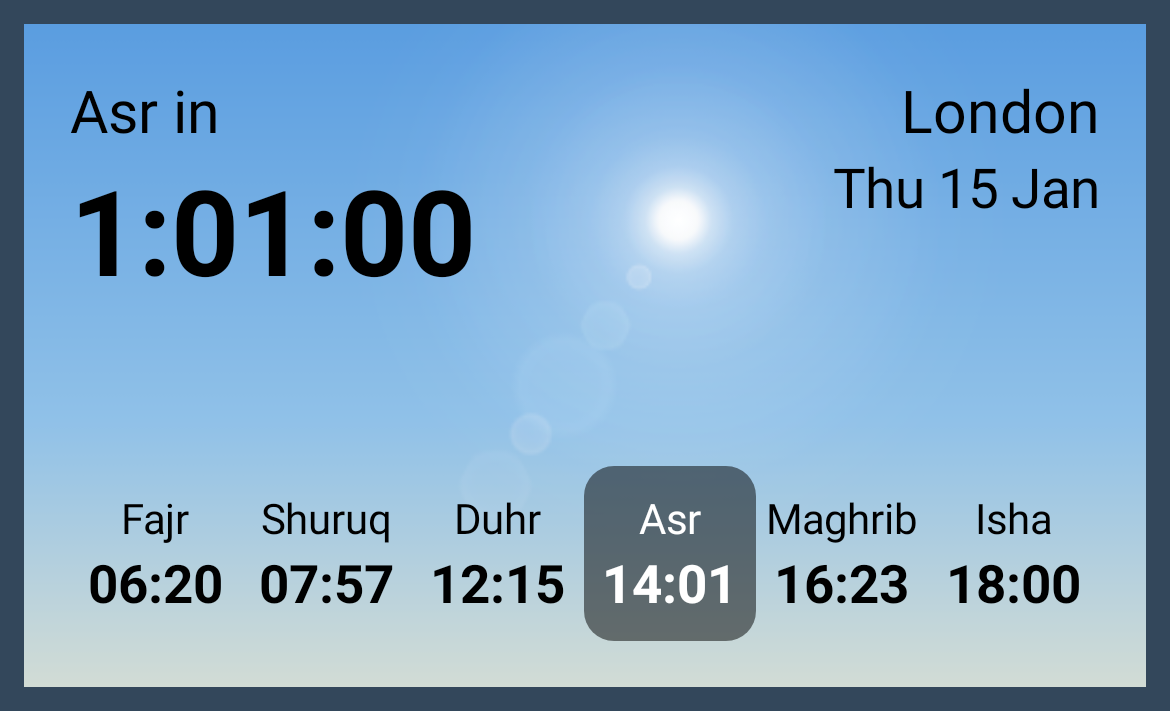 Asr in
1:01:00
London
Thu 15 Jan
Fajr Shuruq Duhr Asr Maghrib Isha
06:20 07:57 12:15 14:01 16:23 18:00